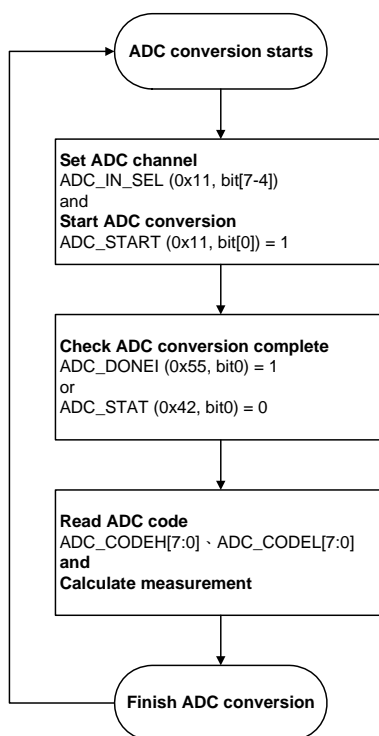 ADC conversion starts
Set ADC channel
ADC_IN_SEL (0x11, bit[7-4])
and
Start ADC conversion
ADC_START (0x11, bit[0]) = 1
Check ADC conversion complete
ADC_DONEI (0x55, bit0) = 1
or
ADC_STAT (0x42, bit0) = 0
Read ADC code
ADC_CODEH[7:0]、ADC_CODEL[7:0]
and
Calculate measurement
Finish ADC conversion